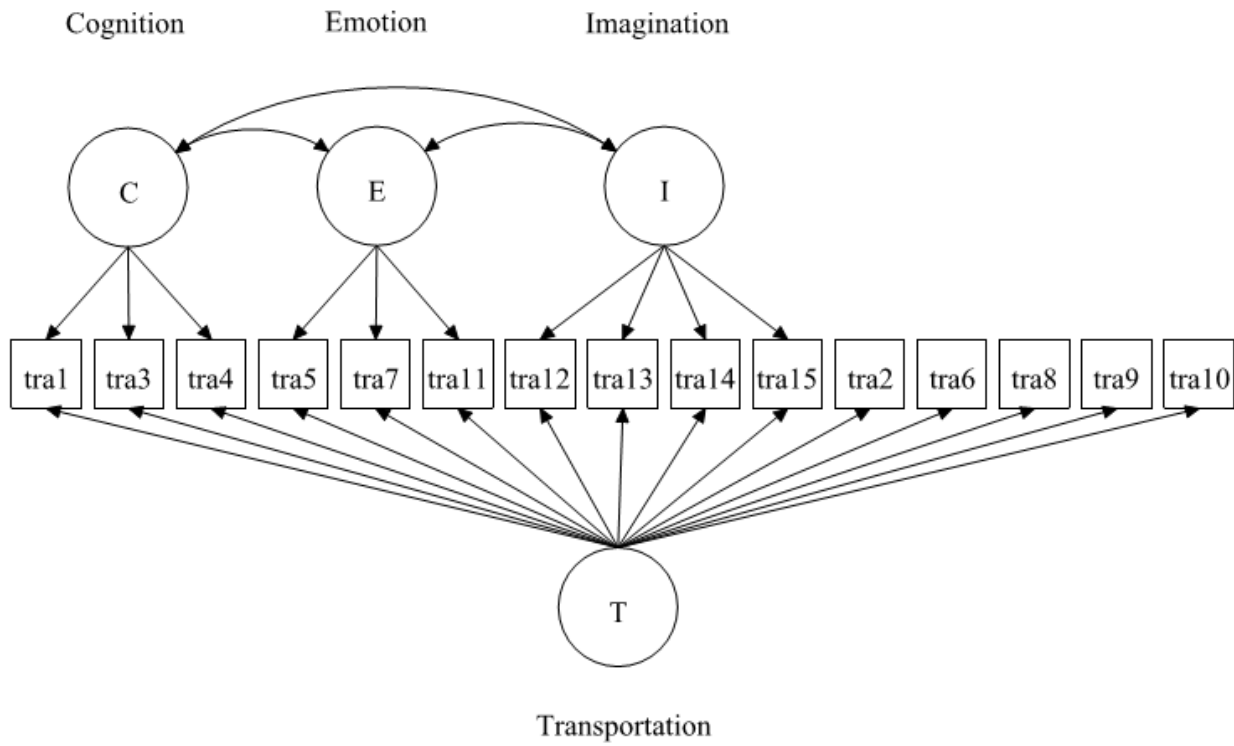 Cognition Emotion Imagination
C E I
tra1 tra3 tra4 tra5 tra7 tra11 tra12 tra13 tra14 tra15 tra2 tra6 tra8 tra9 tra10
T
Transportation